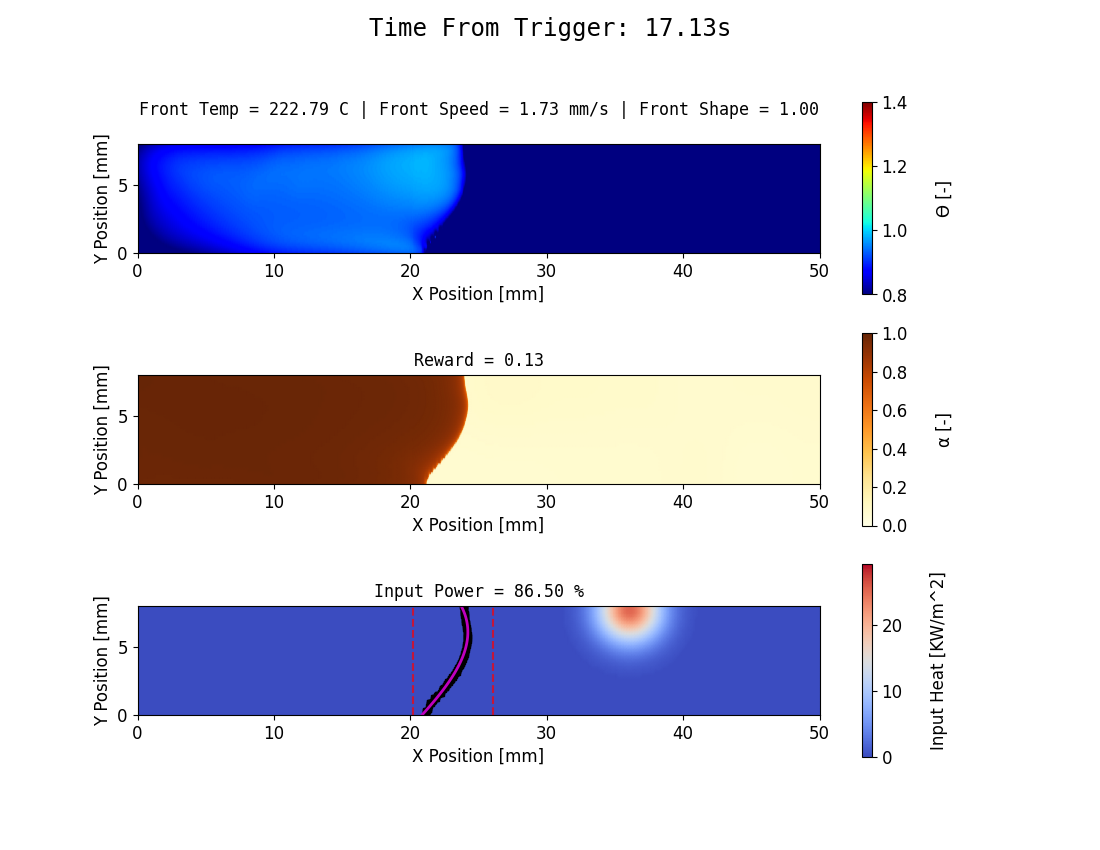 Time From Trigger: 17.13s
Front Temp = 222.79 C | Front Speed = 1.73 mm/s | Front Shape = 1.00
Y Position [mm]
5
0
0 10 20 30 40 50
X Position [mm]
1.4
1.2
1.0
0.8
Θ [-]
Reward = 0.13
Y Position [mm]
5
0
0 10 20 30 40 50
X Position [mm]
1.0
0.8
0.6
0.4
0.2
0.0
α [-]
Input Power = 86.50 %
Y Position [mm]
5
0
0 10 20 30 40 50
X Position [mm]
20
10
0
Input Heat [KW/m^2]